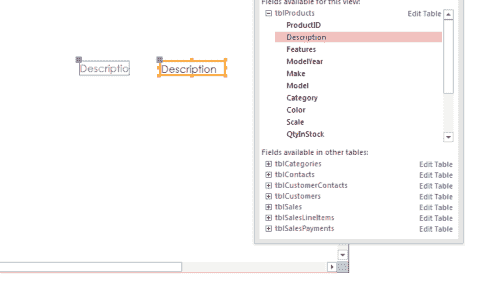 Fields available for this view:
tblProducts Edit Table
ProductID
Description
Features
ModelYear
Make
Model
Category
Color
Scale
QtyInStock
Descriptio Description
Fields available in other tables:
tblCategories Edit Table
tblContacts Edit Table
tblCustomerContacts Edit Table
tblCustomers Edit Table
tblSales Edit Table
tblSalesLineItems Edit Table
tblSalesPayments Edit Table